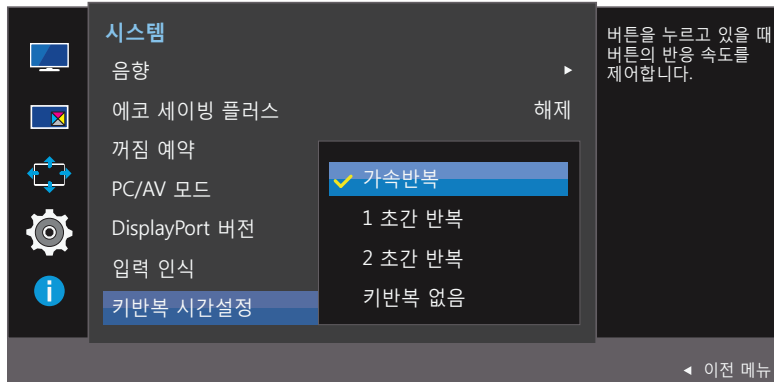 시스템
음향 ▶
에코 세이빙 플러스 해제
꺼짐 예약
PC/AV 모드
DisplayPort 버전
입력 인식
키반복 시간설정
가속반복
1 초간 반복
2 초간 반복
키반복 없음
버튼을 누르고 있을 때
버튼의 반응 속도를
제어합니다.
◀ 이전 메뉴